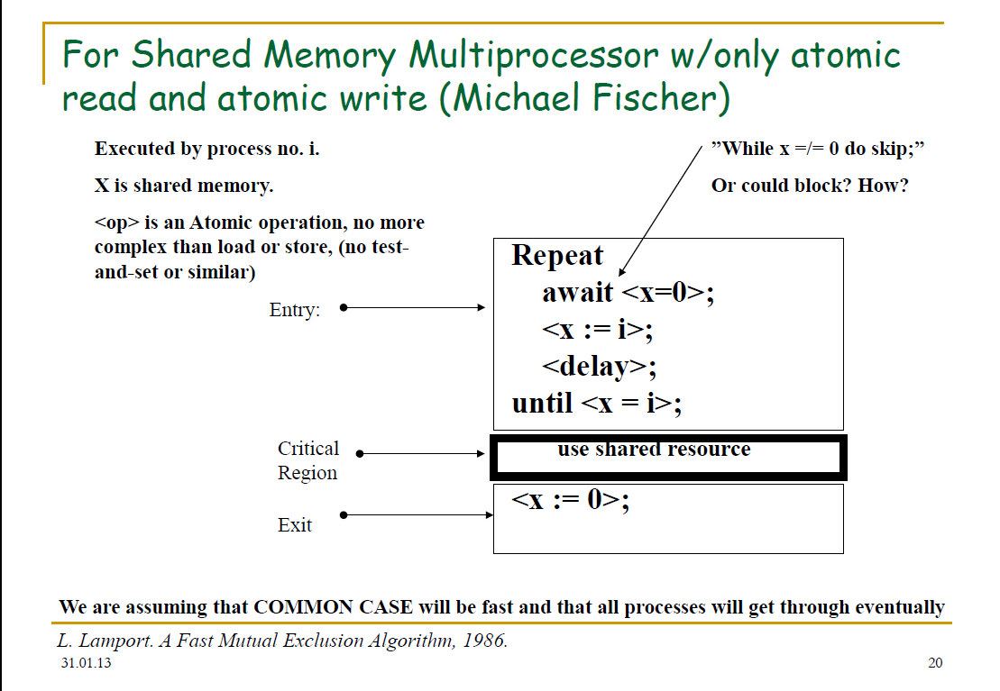 For Shared Memory Multiprocessor w/only atomic
read and atomic write (Michael Fischer)
Executed by process no. i.
X is shared memory.
<op> is an Atomic operation, no more
complex than load or store, (no test-
and-set or similar)
”While x =/= 0 do skip;”
Or could block? How?
Entry:
Repeat
await <x=0>;
<x := i>;
<delay>;
until <x = i>;
Critical
Region
use shared resource
Exit
<x := 0>;
We are assuming that COMMON CASE will be fast and that all processes will get through eventually
L. Lamport. A Fast Mutual Exclusion Algorithm, 1986.
31.01.13
20